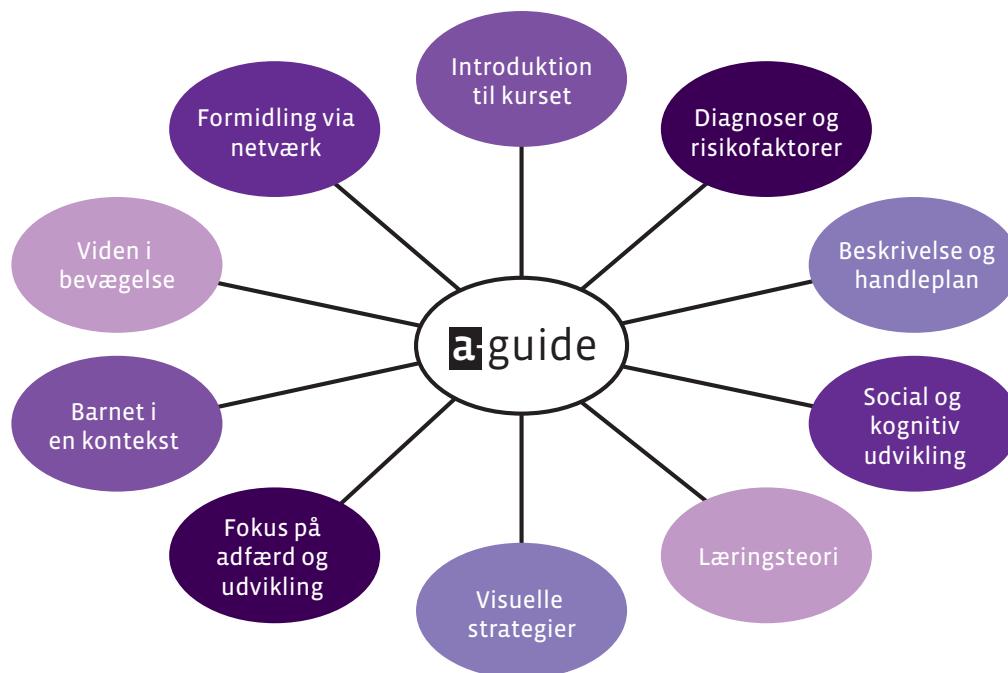 Introduktion
til kurset
Diagnoser og
risikofaktorer
Beskrivelse og
handleplan
Social og
kognitiv
udvikling
Læringsteori
Visuelle
strategier
Fokus på
adfærd og
udvikling
Barnet i
en kontekst
Viden i
bevægelse
Formidling via
netværk
a-guide